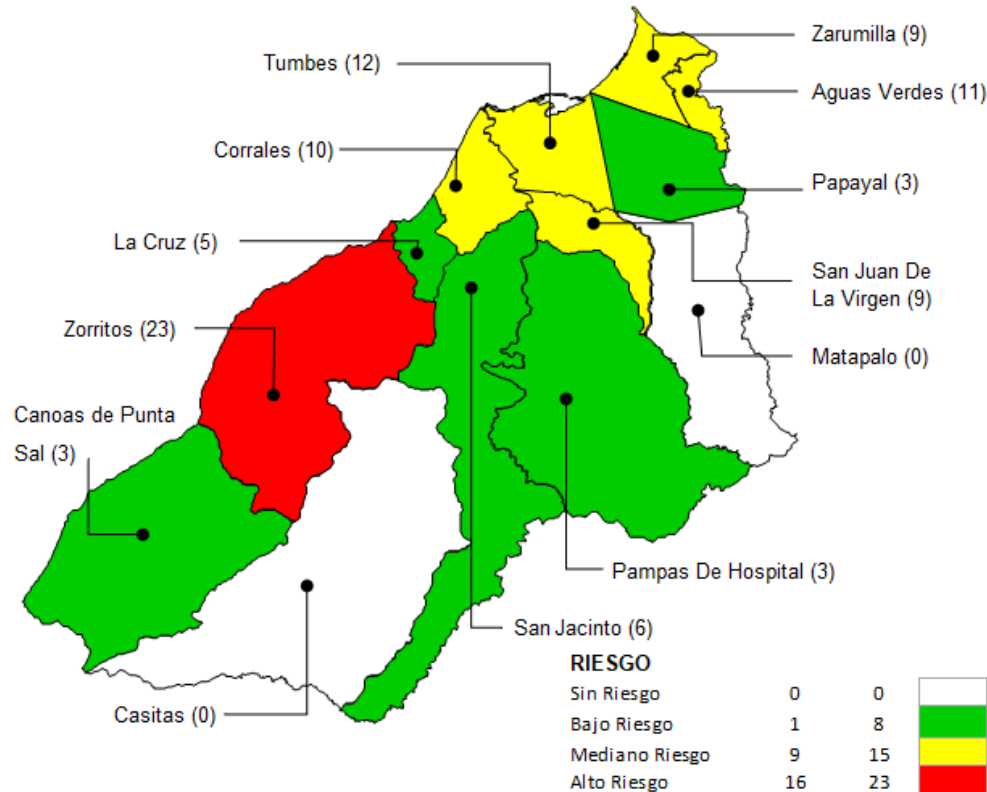 Zarumilla (9)
Tumbes (12)
Aguas Verdes (11)
Corrales (10)
Papayal (3)
La Cruz (5)
San Juan De
La Virgen (9)
Zorritos (23)
Matapalo (0)
Canoas de Punta
Sal (3)
Pampas De Hospital (3)
San Jacinto (6)
Casitas (0)
RIESGO
Sin Riesgo 0 0
Bajo Riesgo 1 8
Mediano Riesgo 9 15
Alto Riesgo 16 23